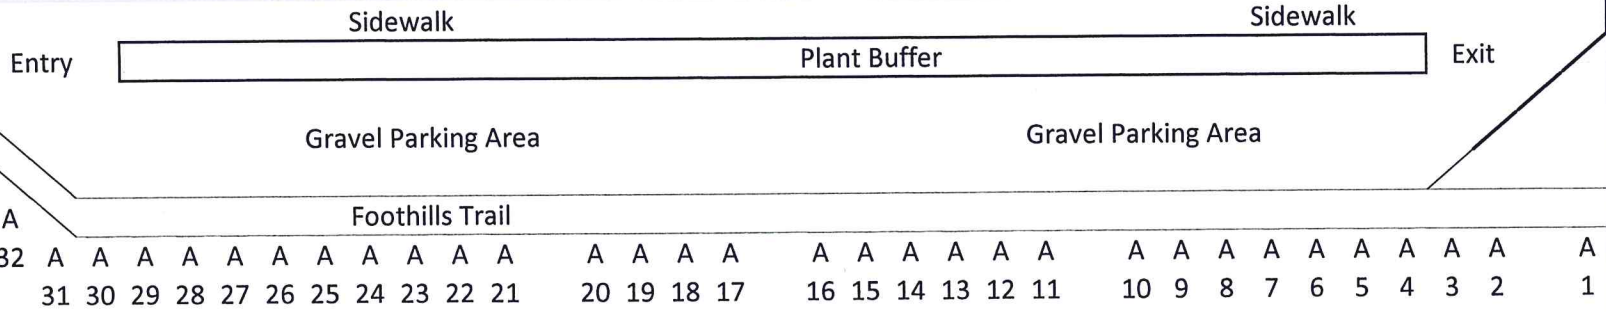 Sidewalk Sidewalk
Entry Plant Buffer Exit
Gravel Parking Area Gravel Parking Area
Foothills Trail
A
32 A A A A A A A A A A A A A A A A A A A A A A A A A A A A A A A
31 30 29 28 27 26 25 24 23 22 21 20 19 18 17 16 15 14 13 12 11 10 9 8 7 6 5 4 3 2 1